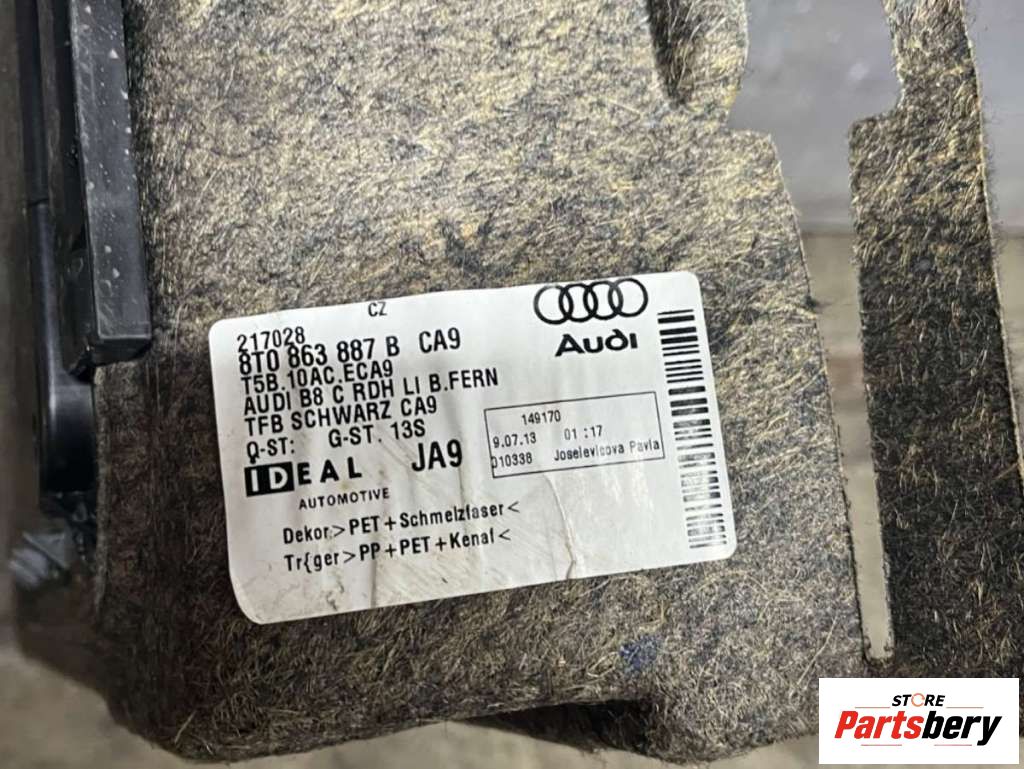 CZ
217028
8T0 863 887 B CA9
T5B.10AC.ECA9
AUDI B8 C RDH LI B.FERN
TFB SCHWARZ CA9
Q-ST: G-ST. 13S
IDEAL JA9
AUTOMOTIVE
Audi
149170
9.07.13 01:17
010338 Joselevicova Pavla
Dekor>PET+Schmelzfaser<
Tr{ger>PP+PET+Kenaf<
STORE
Partsbery